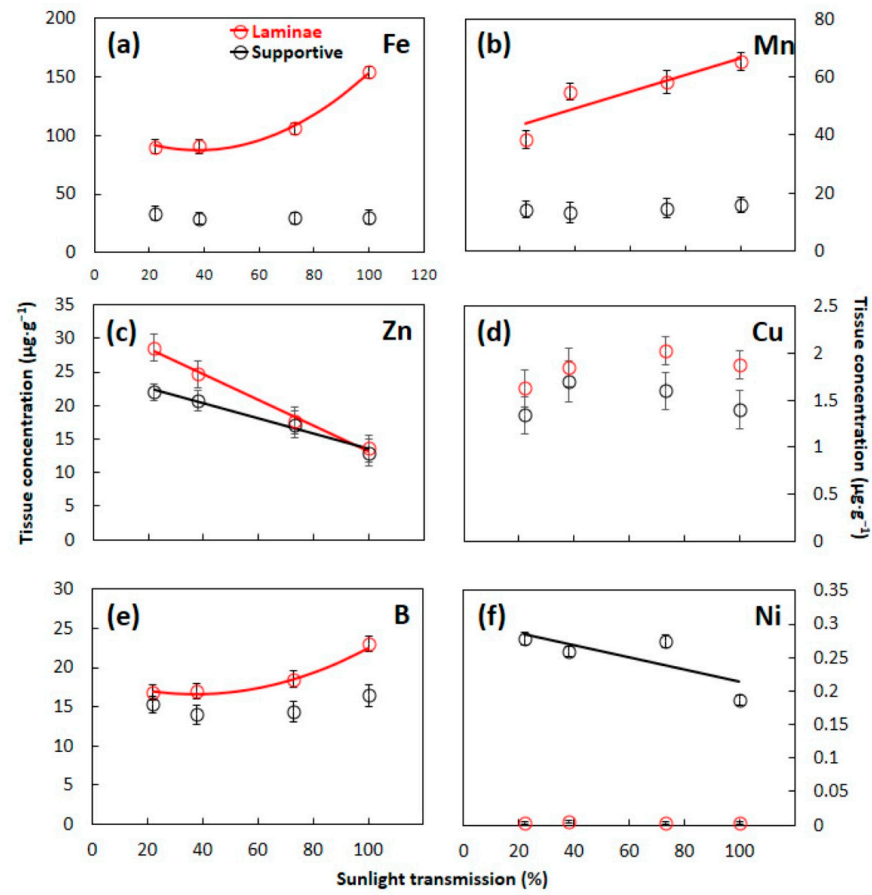 200
150
100
50
0
(a)
Laminae
Supportive
Fe
0 20 40 60 80 100 120
(b)
Mn
80
60
40
20
0
Tissue concentration (μg·g⁻¹)
35
30
25
20
15
10
5
0
(c)
Zn
(d)
Cu
2.5
2
1.5
1
0.5
0
Tissue concentration (μg·g⁻¹)
30
25
20
15
10
5
0
(e)
B
0 20 40 60 80 100
(f)
Ni
0.35
0.3
0.25
0.2
0.15
0.1
0.05
0
0 20 40 60 80 100
Sunlight transmission (%)